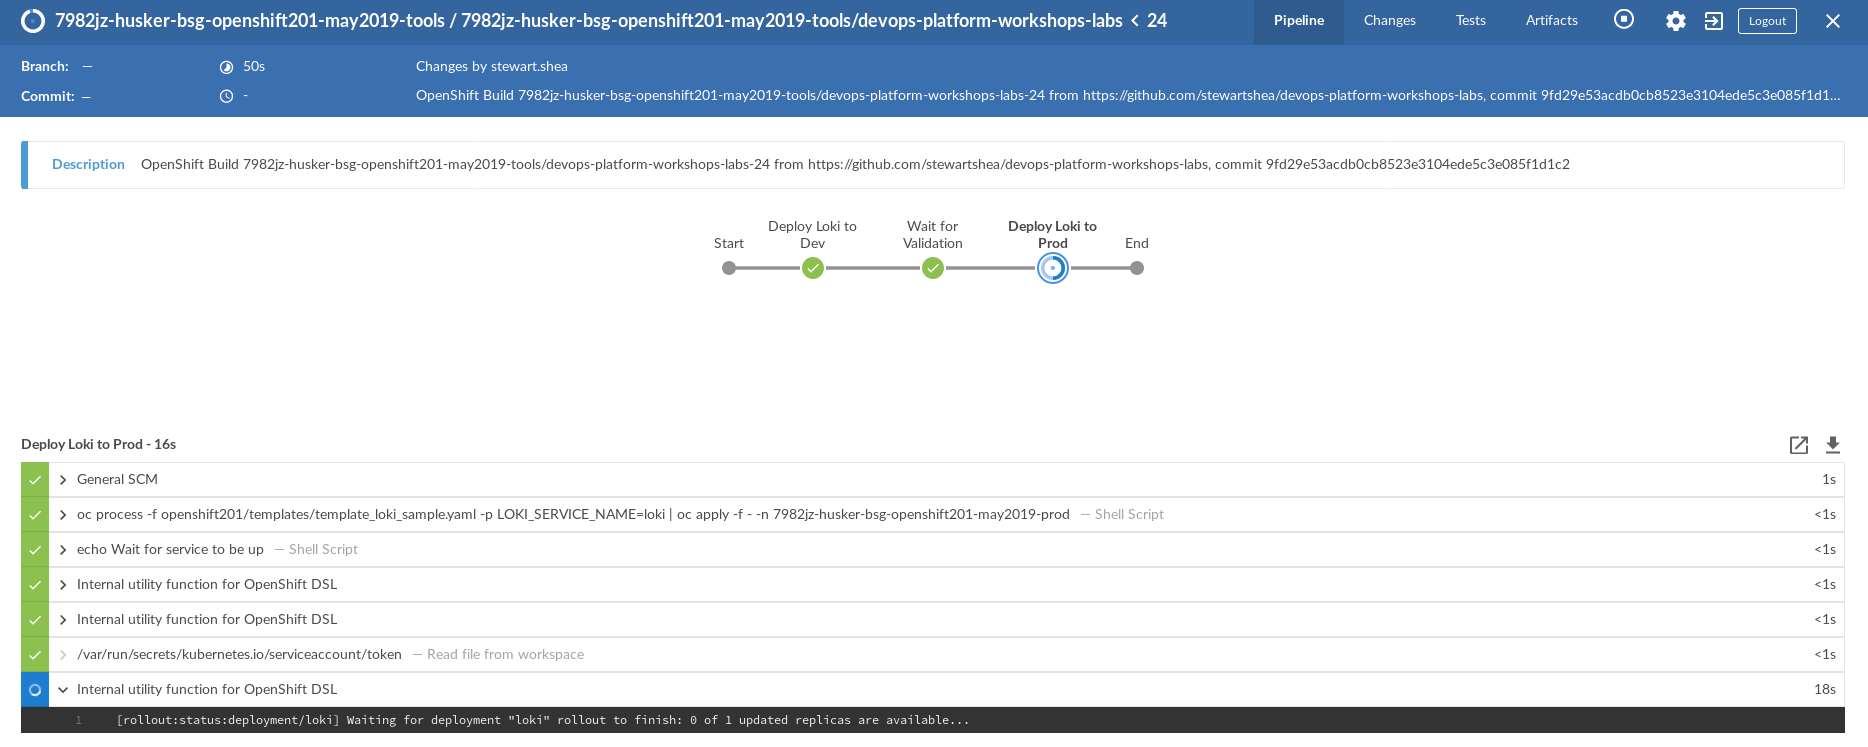 7982jz-husker-bsg-openshift201-may2019-tools / 7982jz-husker-bsg-openshift201-may2019-tools/devops-platform-workshops-labs < 24
Pipeline Changes Tests Artifacts Logout
Branch: —
50s
Changes by stewart.shea
Commit: —
-
OpenShift Build 7982jz-husker-bsg-openshift201-may2019-tools/devops-platform-workshops-labs-24 from https://github.com/stewartshea/devops-platform-workshops-labs, commit 9fd29e53acdb0cb8523e3104ede5c3e085f1d1...
Description OpenShift Build 7982jz-husker-bsg-openshift201-may2019-tools/devops-platform-workshops-labs-24 from https://github.com/stewartshea/devops-platform-workshops-labs, commit 9fd29e53acdb0cb8523e3104ede5c3e085f1d1c2
Start
Deploy Loki to
Dev
Wait for
Validation
Deploy Loki to
Prod
End
Deploy Loki to Prod - 16s
General SCM 1s
oc process -f openshift201/templates/template_loki_sample.yaml -p LOKI_SERVICE_NAME=loki | oc apply -f - -n 7982jz-husker-bsg-openshift201-may2019-prod — Shell Script <1s
echo Wait for service to be up — Shell Script <1s
Internal utility function for OpenShift DSL <1s
Internal utility function for OpenShift DSL <1s
/var/run/secrets/kubernetes.io/serviceaccount/token — Read file from workspace <1s
Internal utility function for OpenShift DSL 18s
1 [rollout:status:deployment/loki] Waiting for deployment "loki" rollout to finish: 0 of 1 updated replicas are available...